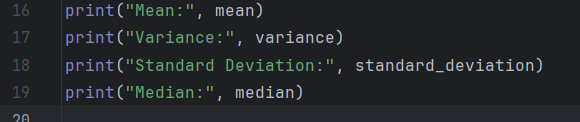 16 print("Mean:", mean)
17 print("Variance:", variance)
18 print("Standard Deviation:", standard_deviation)
19 print("Median:", median)
20